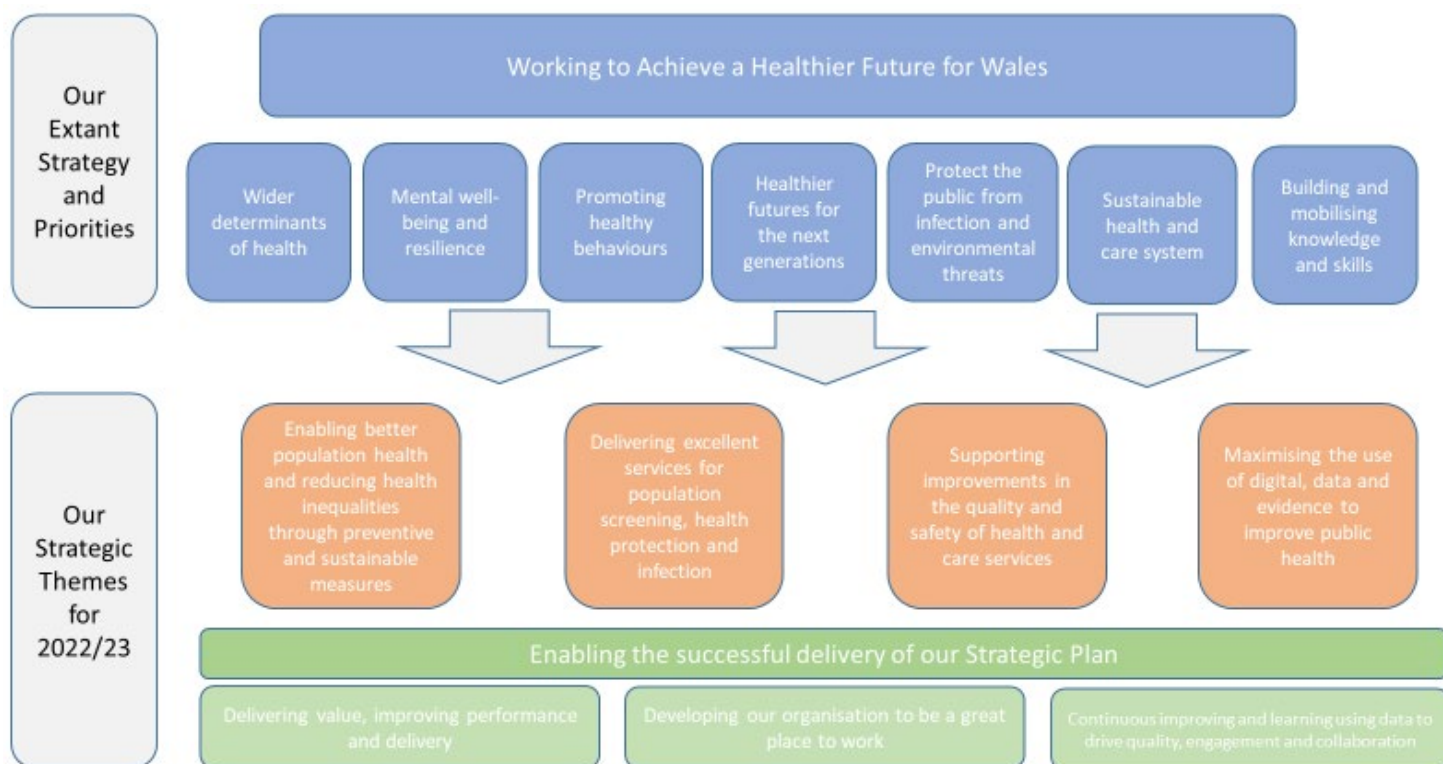 Our
Extant
Strategy
and
Priorities
Working to Achieve a Healthier Future for Wales
Wider
determinants
of health
Mental well-
being and
resilience
Promoting
healthy
behaviours
Healthier
futures for
the next
generations
Protect the
public from
infection and
environmental
threats
Sustainable
health and
care system
Building and
mobilising
knowledge
and skills
Our
Strategic
Themes
for
2022/23
Enabling better
population health
and reducing health
inequalities
through preventive
and sustainable
measures
Delivering excellent
services for
population
screening, health
protection and
infection
Supporting
improvements in
the quality and
safety of health and
care services
Maximising the use
of digital, data and
evidence to
improve public
health
Enabling the successful delivery of our Strategic Plan
Delivering value, improving performance
and delivery
Developing our organisation to be a great
place to work
Continuous improving and learning using data to
drive quality, engagement and collaboration